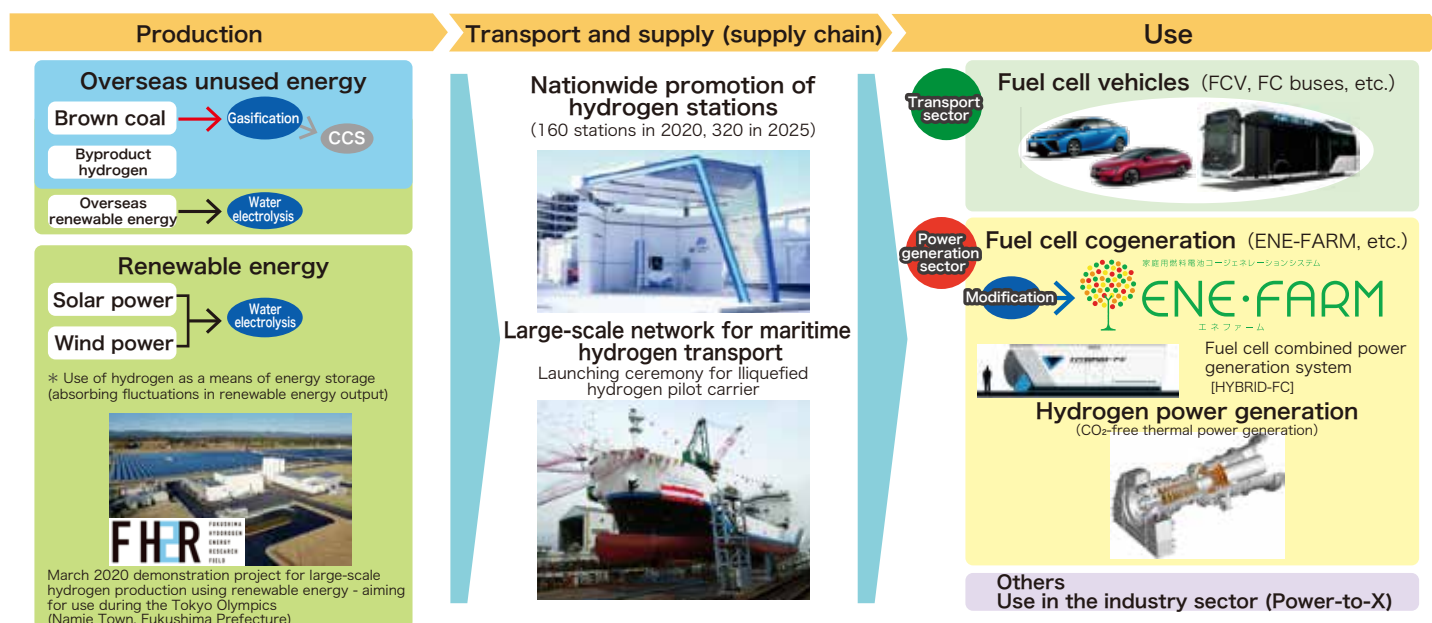 Production
Transport and supply (supply chain)
Use
Overseas unused energy
Brown coal
Gasification
CCS
Byproduct
hydrogen
Overseas
renewable energy
Water
electrolysis
Renewable energy
Solar power
Wind power
Water
electrolysis
＊ Use of hydrogen as a means of energy storage
(absorbing fluctuations in renewable energy output)
FH2R
FUKUSHIMA
HYDROGEN
ENERGY
RESEARCH
FIELD
March 2020 demonstration project for large-scale
hydrogen production using renewable energy - aiming
for use during the Tokyo Olympics
(Namie Town, Fukushima Prefecture)
Nationwide promotion of
hydrogen stations
(160 stations in 2020, 320 in 2025)
Large-scale network for maritime
hydrogen transport
Launching ceremony for lliquefied
hydrogen pilot carrier
Transport
sector
Fuel cell vehicles (FCV, FC buses, etc.)
Power
generation
sector
Fuel cell cogeneration (ENE-FARM, etc.)
Modification
家庭用燃料電池コージェネレーションシステム
ENE・FARM
エネファーム
Fuel cell combined power
generation system
[HYBRID-FC]
Hydrogen power generation
(CO₂-free thermal power generation)
Others
Use in the industry sector (Power-to-X)